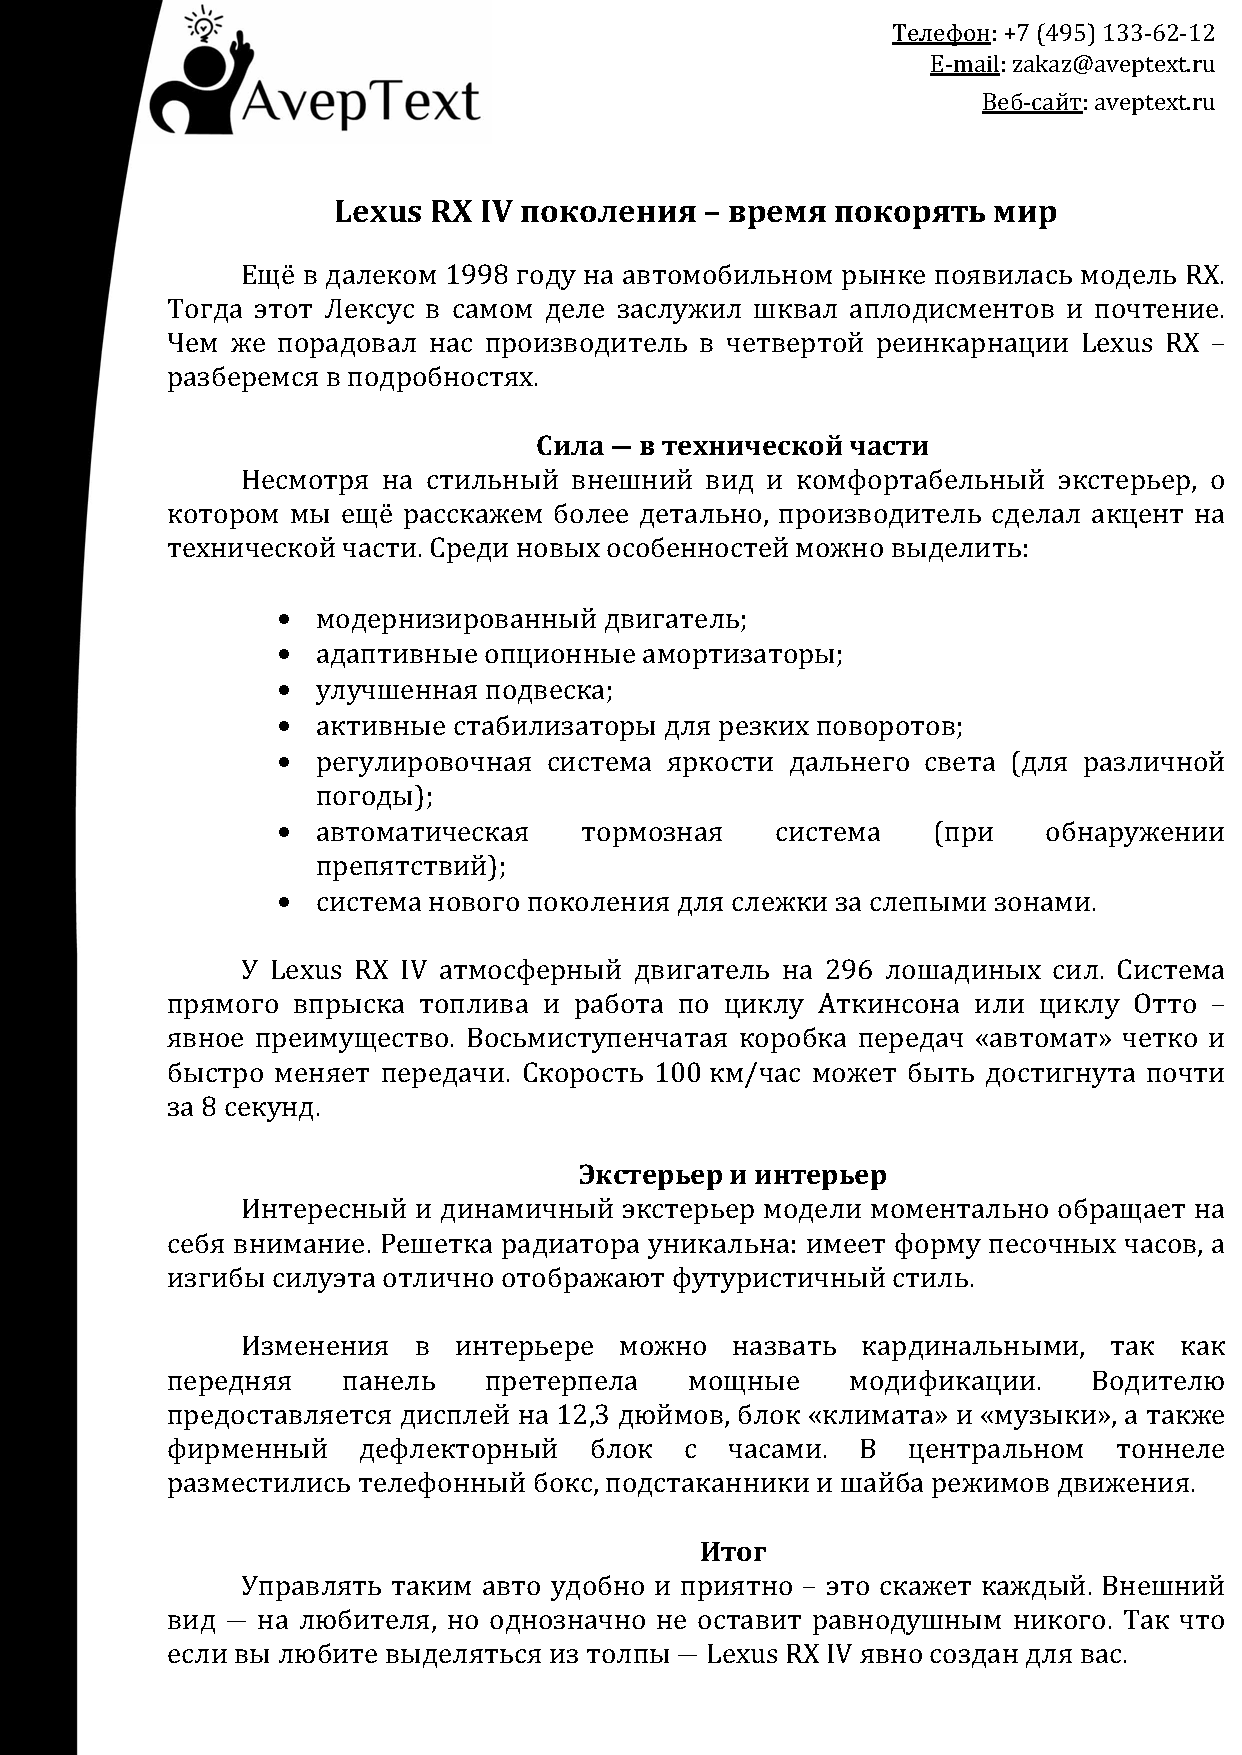 AvepText
Телефон: +7 (495) 133-62-12
E-mail: zakaz@aveptext.ru
Веб-сайт: aveptext.ru
Lexus RX IV поколения – время покорять мир
Ещё в далеком 1998 году на автомобильном рынке появилась модель RX.
Тогда этот Лексус в самом деле заслужил шквал аплодисментов и почтение.
Чем же порадовал нас производитель в четвертой реинкарнации Lexus RX –
разберемся в подробностях.
Сила — в технической части
Несмотря на стильный внешний вид и комфортабельный экстерьер, о
котором мы ещё расскажем более детально, производитель сделал акцент на
технической части. Среди новых особенностей можно выделить:
• модернизированный двигатель;
• адаптивные опционные амортизаторы;
• улучшенная подвеска;
• активные стабилизаторы для резких поворотов;
• регулировочная система яркости дальнего света (для различной
погоды);
• автоматическая тормозная система (при обнаружении
препятствий);
• система нового поколения для слежки за слепыми зонами.
У Lexus RX IV атмосферный двигатель на 296 лошадиных сил. Система
прямого впрыска топлива и работа по циклу Аткинсона или циклу Отто –
явное преимущество. Восьмиступенчатая коробка передач «автомат» четко и
быстро меняет передачи. Скорость 100 км/час может быть достигнута почти
за 8 секунд.
Экстерьер и интерьер
Интересный и динамичный экстерьер модели моментально обращает на
себя внимание. Решетка радиатора уникальна: имеет форму песочных часов, а
изгибы силуэта отлично отображают футуристичный стиль.
Изменения в интерьере можно назвать кардинальными, так как
передняя панель претерпела мощные модификации. Водителю
предоставляется дисплей на 12,3 дюймов, блок «климата» и «музыки», а также
фирменный дефлекторный блок с часами. В центральном тоннеле
разместились телефонный бокс, подстаканники и шайба режимов движения.
Итог
Управлять таким авто удобно и приятно – это скажет каждый. Внешний
вид — на любителя, но однозначно не оставит равнодушным никого. Так что
если вы любите выделяться из толпы — Lexus RX IV явно создан для вас.